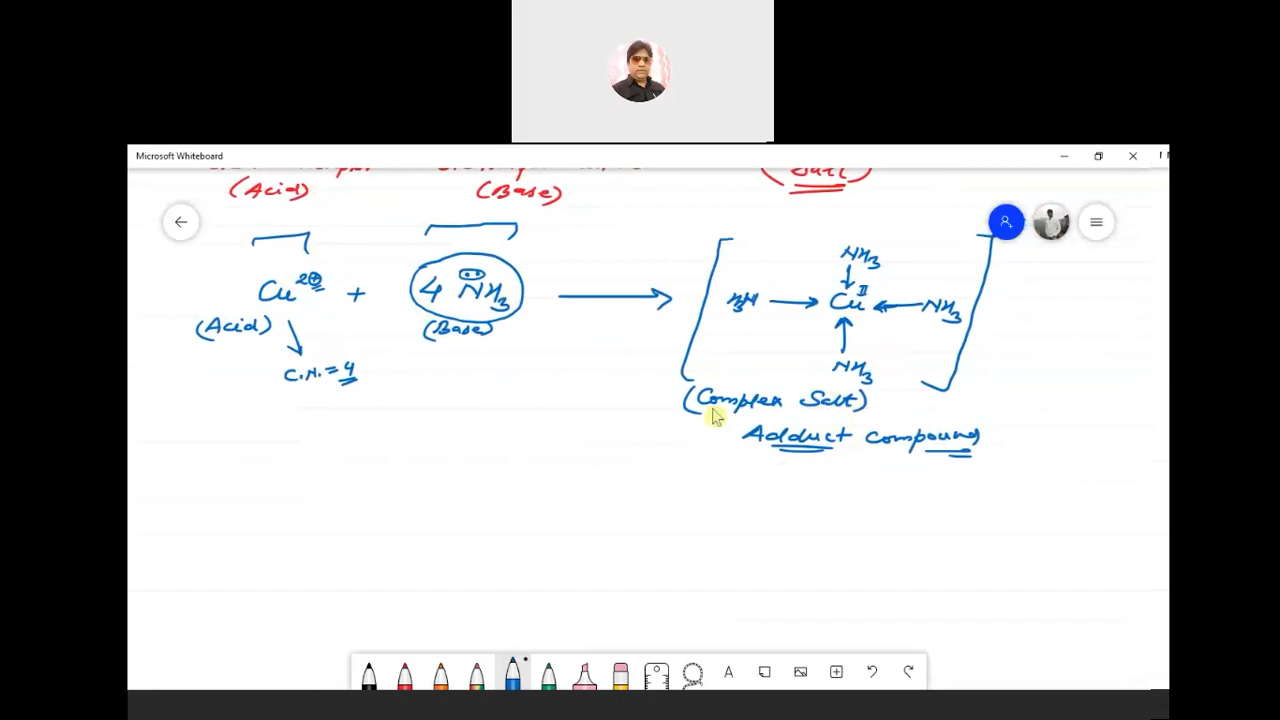 Microsoft Whiteboard
(Acid) (Base) (Salt)
Cu2⊕ + 4 NH3 ⟶ [NH3
H3N → CuII ← NH3
NH3]
(Acid) (Base)
C.N. = 4
(Complex Salt)
Adduct compound
A